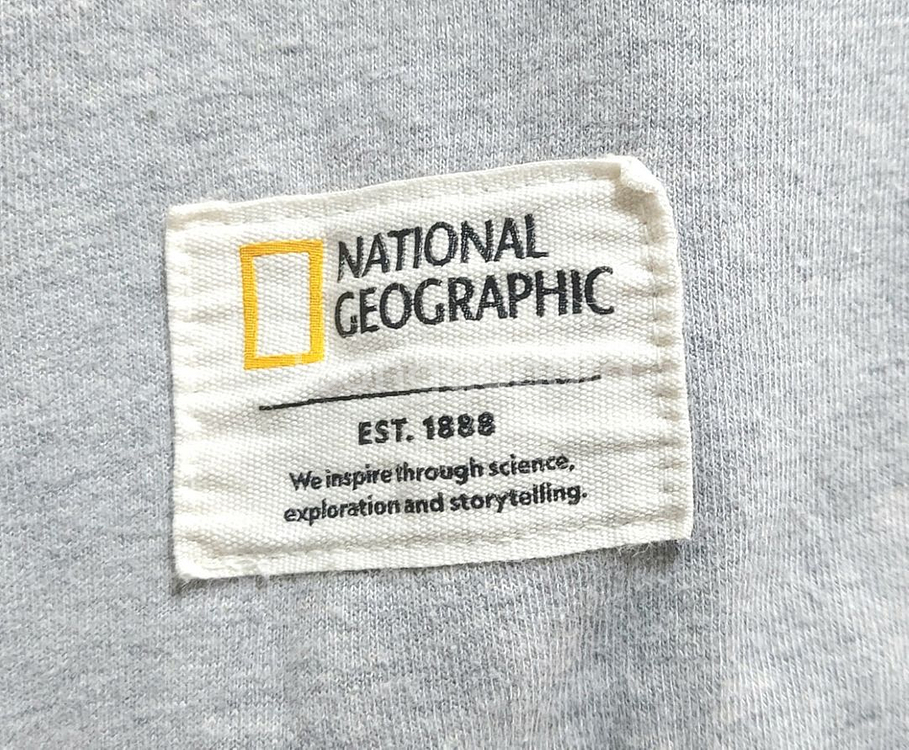 NATIONAL
GEOGRAPHIC
EST. 1888
We inspire through science,
exploration and storytelling.